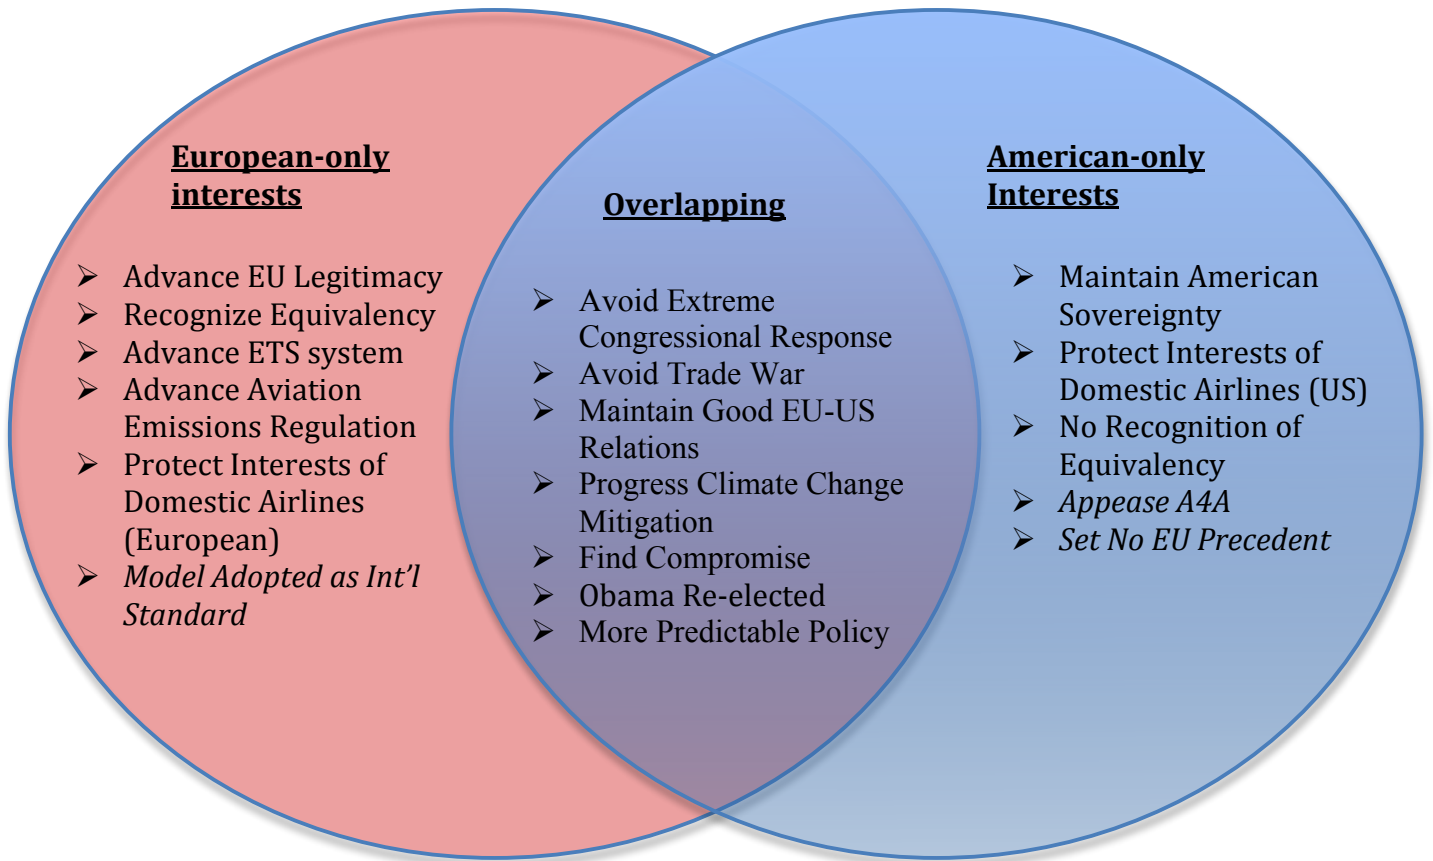 European-only
interests
➢ Advance EU Legitimacy
➢ Recognize Equivalency
➢ Advance ETS system
➢ Advance Aviation
Emissions Regulation
➢ Protect Interests of
Domestic Airlines
(European)
➢ Model Adopted as Int’l
Standard
Overlapping
➢ Avoid Extreme
Congressional Response
➢ Avoid Trade War
➢ Maintain Good EU-US
Relations
➢ Progress Climate Change
Mitigation
➢ Find Compromise
➢ Obama Re-elected
➢ More Predictable Policy
American-only
Interests
➢ Maintain American
Sovereignty
➢ Protect Interests of
Domestic Airlines (US)
➢ No Recognition of
Equivalency
➢ Appease A4A
➢ Set No EU Precedent